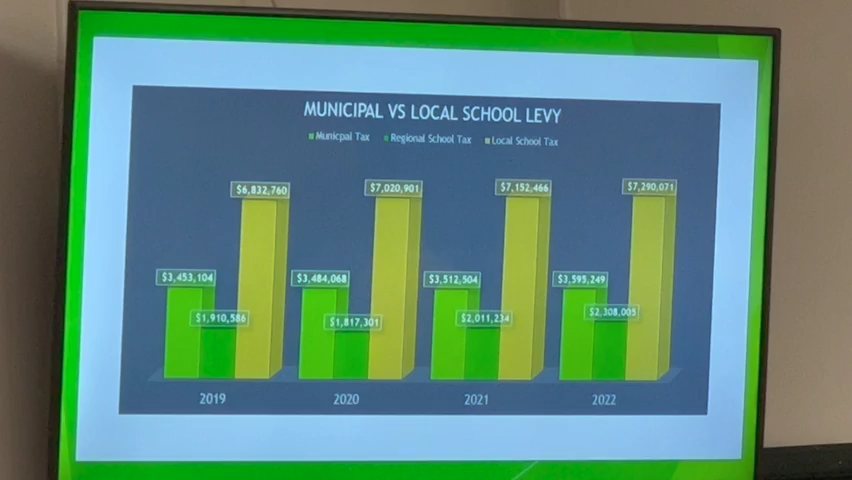 MUNICIPAL VS LOCAL SCHOOL LEVY
Municpal Tax Regional School Tax Local School Tax
$6,832,760 $7,020,901 $7,152,466 $7,290,071
$3,453,104 $3,484,068 $3,512,504 $3,595,249
$1,910,586 $1,817,301 $2,011,234 $2,308,005
2019 2020 2021 2022